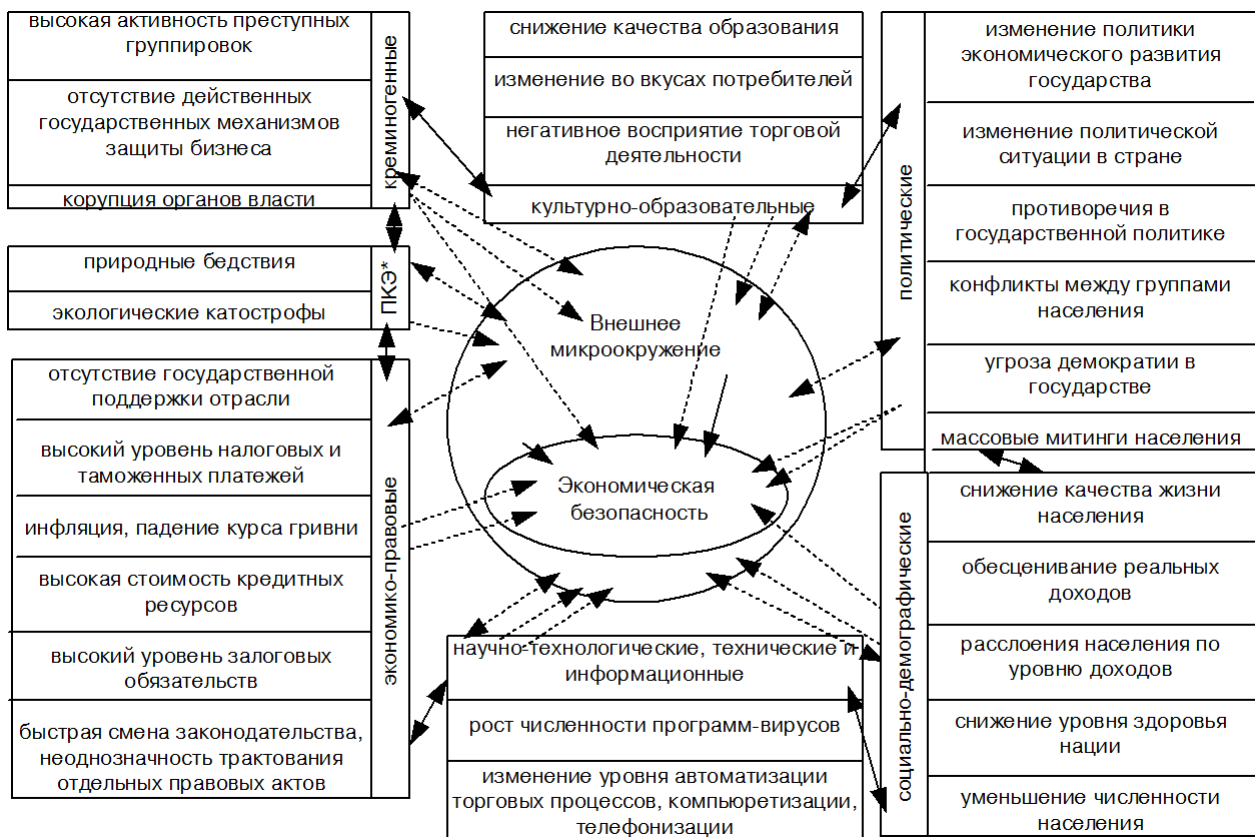 высокая активность преступных
группировок
отсутствие действенных
государственных механизмов
защиты бизнеса
корупция органов власти
креминогенные
природные бедствия
экологические катострофы
ПКЭ*
отсутствие государственной
поддержки отрасли
высокий уровень налоговых и
таможенных платежей
инфляция, падение курса гривни
высокая стоимость кредитных
ресурсов
высокий уровень залоговых
обязательств
быстрая смена законодательства,
неоднозначность трактования
отдельных правовых актов
экономико-правовые
снижение качества образования
изменение во вкусах потребителей
негативное восприятие торговой
деятельности
культурно-образовательные
Внешнее
микроокружение
Экономическая
безопасность
научно-технологические, технические и
информационные
рост численности программ-вирусов
изменение уровня автоматизации
торговых процессов, компьюретизации,
телефонизации
политические
изменение политики
экономического развития
государства
изменение политической
ситуации в стране
противоречия в
государственной политике
конфликты между группами
населения
угроза демократии в
государстве
массовые митинги населения
социально-демографические
снижение качества жизни
населения
обесценивание реальных
доходов
расслоения населения по
уровню доходов
снижение уровня здоровья
нации
уменьшение численности
населения